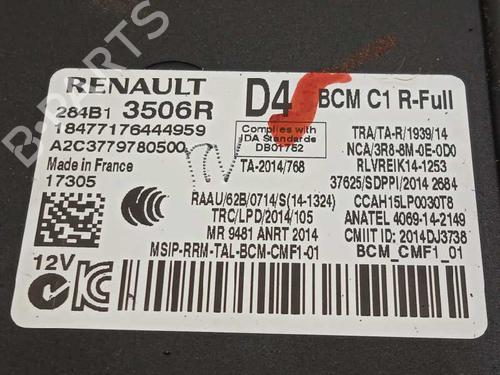 RENAULT
284B1 3506R
18477176444959
A2C3779780500
Made in France
17305
12V
D4
BCM C1 R-Full
Complies with
IDA Standards
DB01752
TA-2014/768
RAAU/62B/0714/S(14-1324)
TRC/LPD/2014/105
MR 9481 ANRT 2014
MSIP-RRM-TAL-BCM-CMF1-01
TRA/TA-R/1939/14
NCA/3R8-8M-0E-0D0
RLVREIK14-1253
37625/SDPPI/2014 2684
CCAH15LP0030T8
ANATEL 4069-14-2149
CMIIT ID: 2014DJ3738
BCM_CMF1_01